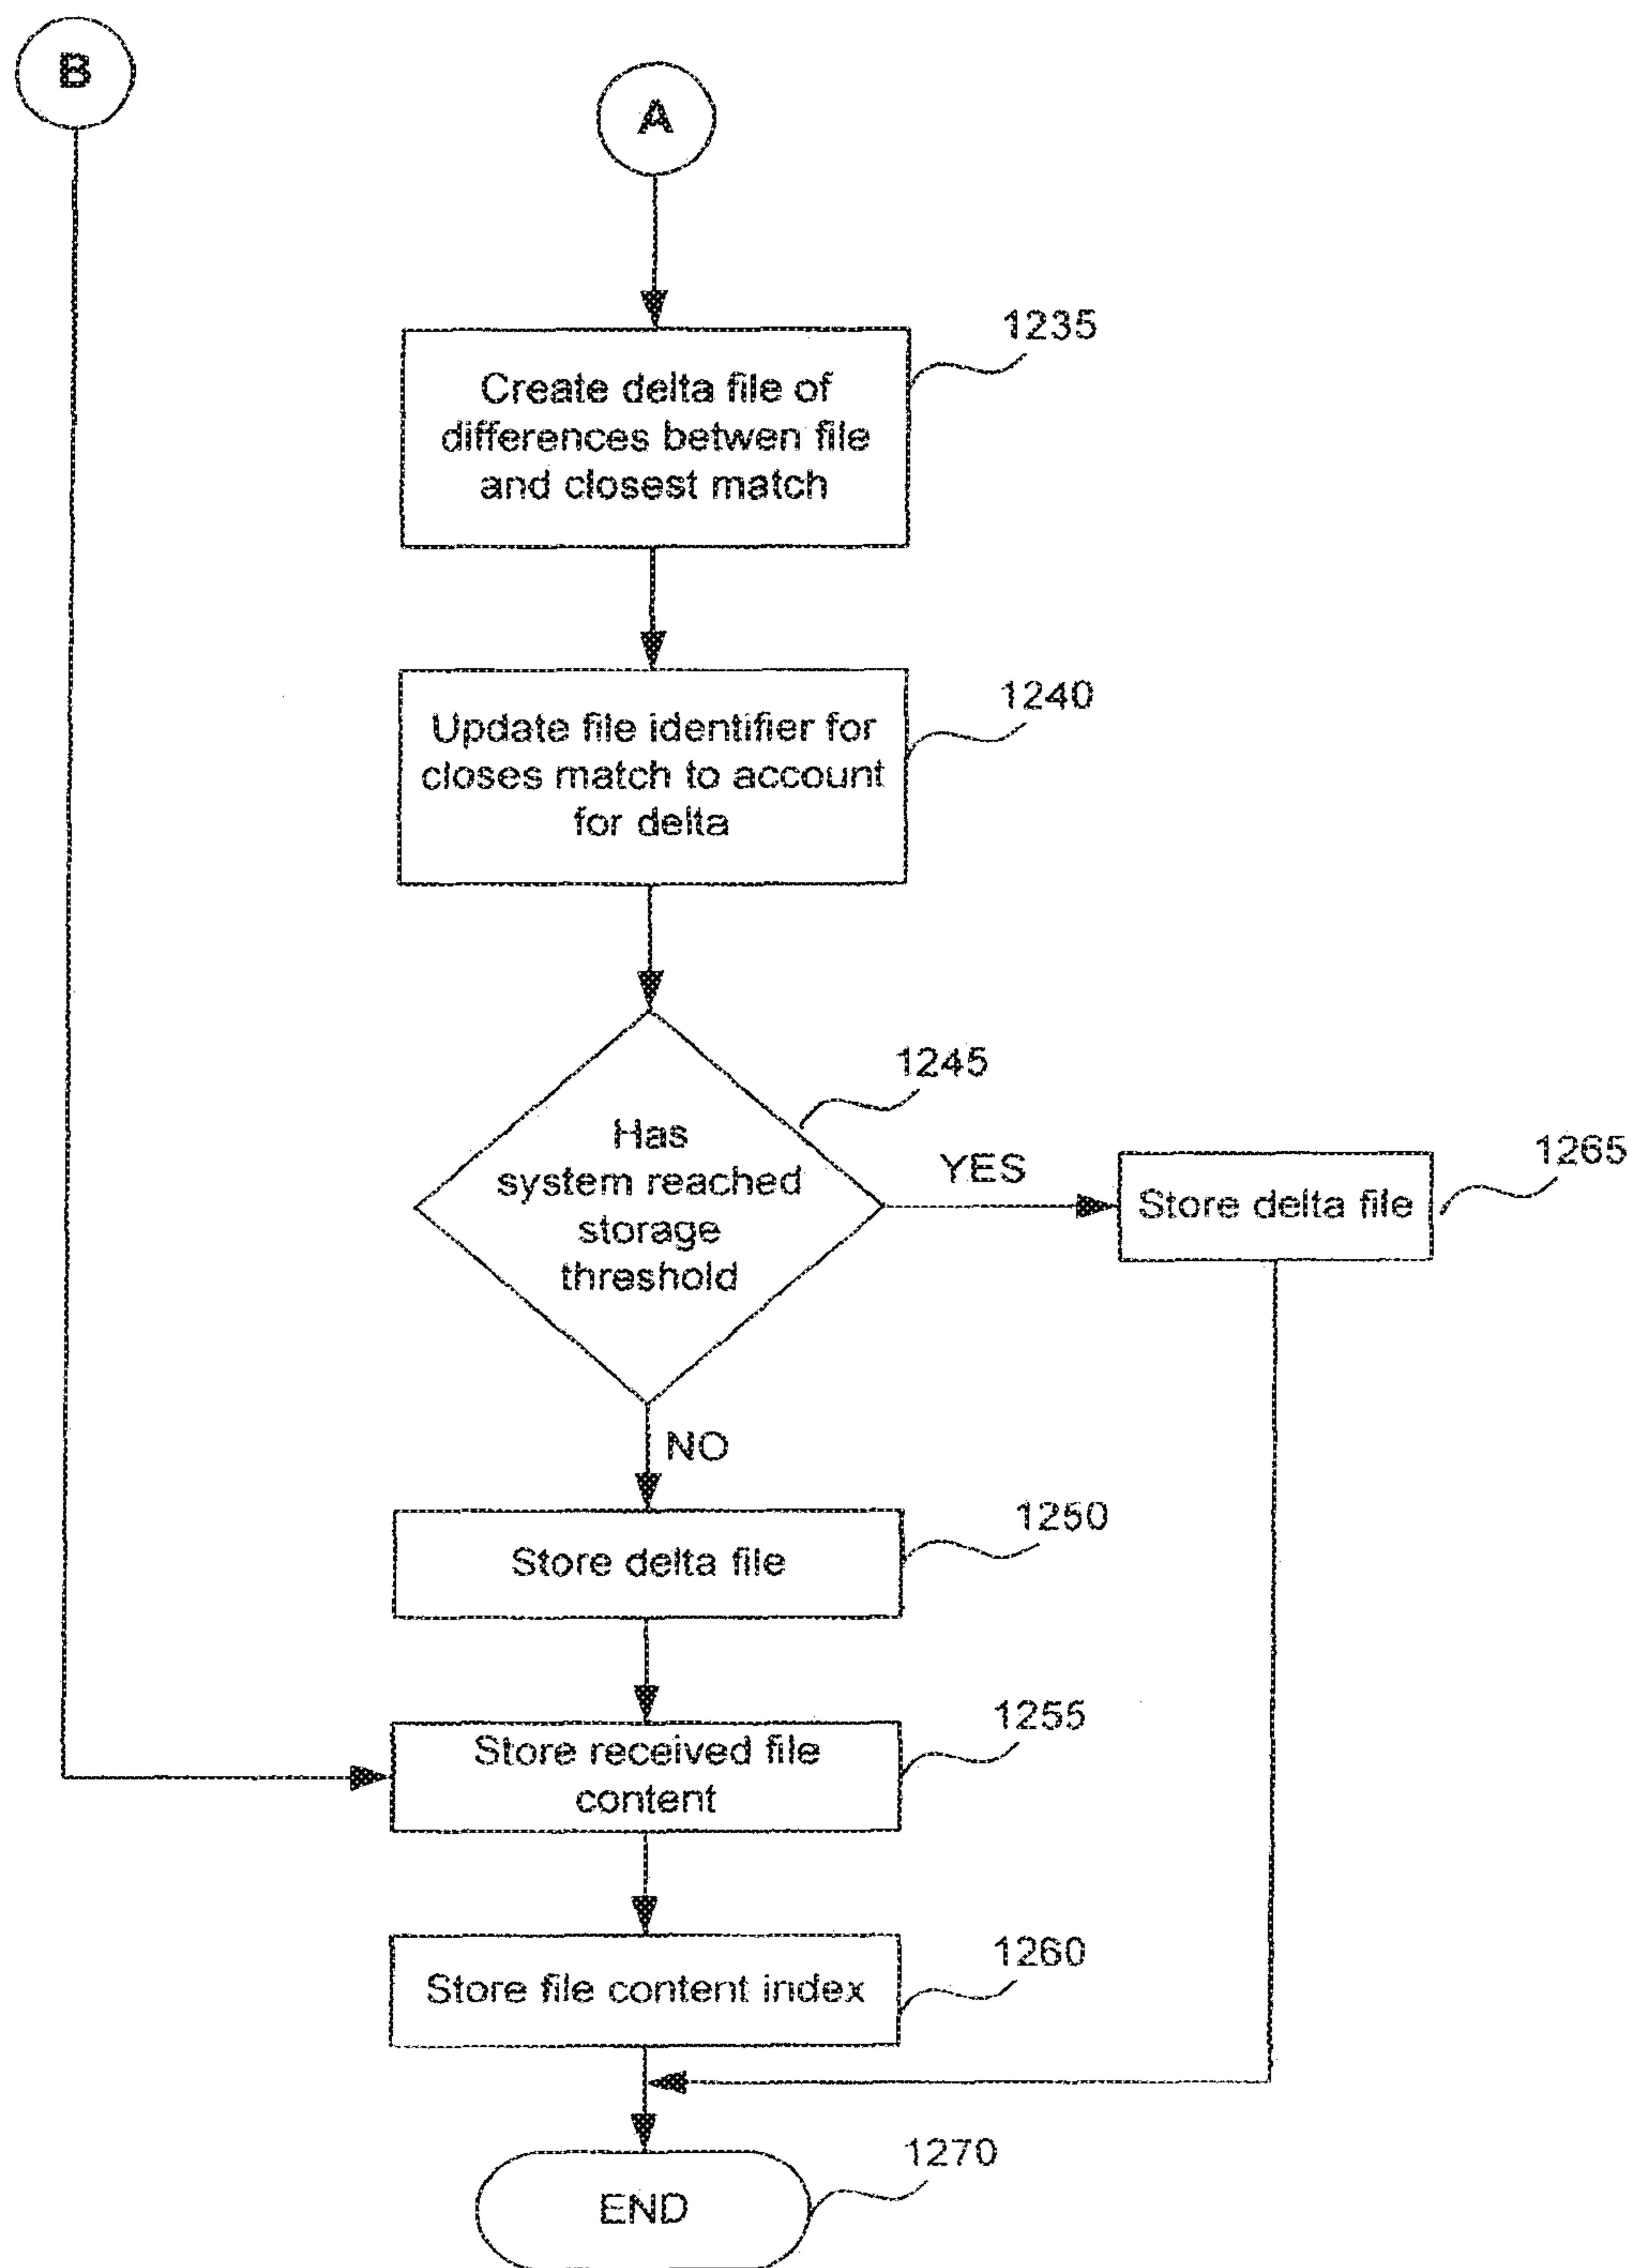 B
A
1235
Create delta file of
differences betwen file
and closest match
1240
Update file identifier for
closes match to account
for delta
1245
Has
system reached
storage
threshold
YES
1265
Store delta file
NO
1250
Store delta file
1255
Store received file
content
1260
Store file content index
1270
END